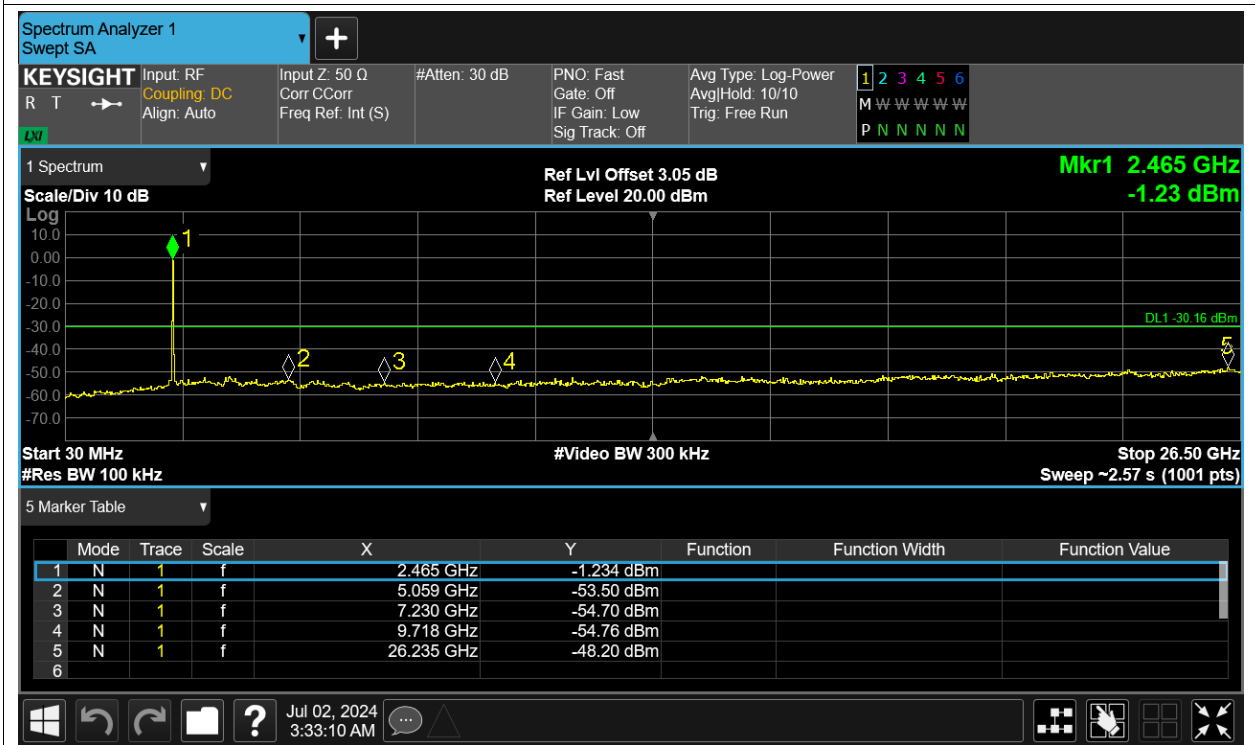 Spectrum Analyzer 1
Swept SA
+
KEYSIGHT
R T
LXI
Input: RF
Coupling: DC
Align: Auto
Input Z: 50 Ω
Corr CCorr
Freq Ref: Int (S)
#Atten: 30 dB
PNO: Fast
Gate: Off
IF Gain: Low
Sig Track: Off
Avg Type: Log-Power
Avg|Hold: 10/10
Trig: Free Run
1 2 3 4 5 6
M W W W W W W
P N N N N N N
1 Spectrum
Scale/Div 10 dB
Ref Lvl Offset 3.05 dB
Ref Level 20.00 dBm
Mkr1 2.465 GHz
-1.23 dBm
Log
10.0
0.00
-10.0
-20.0
-30.0
-40.0
-50.0
-60.0
-70.0
1
2
3
4
5
DL1 -30.16 dBm
Start 30 MHz
#Video BW 300 kHz
Stop 26.50 GHz
#Res BW 100 kHz
Sweep ~2.57 s (1001 pts)
5 Marker Table
Mode Trace Scale X Y Function Function Width Function Value
1 N 1 f 2.465 GHz -1.234 dBm
2 N 1 f 5.059 GHz -53.50 dBm
3 N 1 f 7.230 GHz -54.70 dBm
4 N 1 f 9.718 GHz -54.76 dBm
5 N 1 f 26.235 GHz -48.20 dBm
6
?
Jul 02, 2024
3:33:10 AM